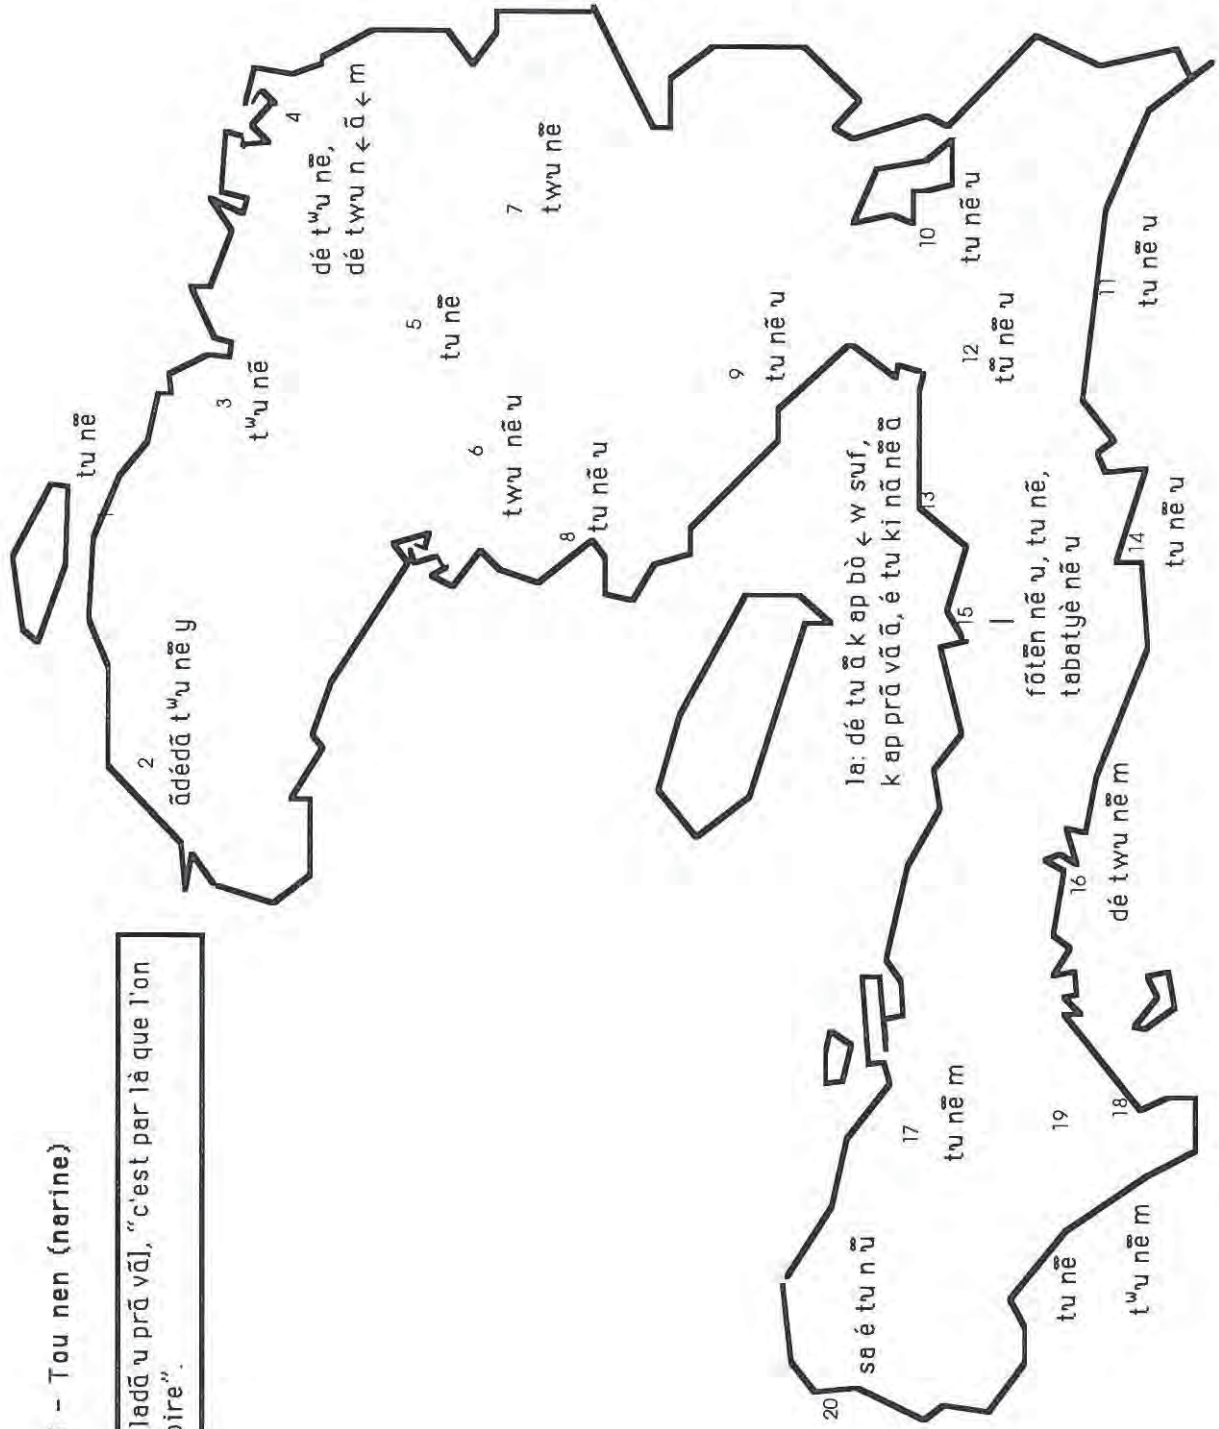 – Tou nen (narine)
ladã u prã vã], "c'est par là que l'on
1
tu nẽ
2
ãdédã tʷu nẽ y
3
tʷu nẽ
4
dé tʷu nẽ,
dé twu n ← ã ← m
5
tu nẽ
6
twu nẽ u
7
twu nẽ
8
tu nẽ u
9
tu nẽ u
10
tu nẽ u
11
tu nẽ u
12
tũ nẽ u
13
la: dé tu ã k ap bò ← w suf,
k ap prã vã ã, é tu ki nã nẽ ã
14
tu nẽ u
15
fõtẽn nẽ u, tu nẽ,
tabatyè nẽ u
16
dé twu nẽ m
17
tu nẽ m
18
tʷu nẽ m
19
tu nẽ
20
sa é tu n ũ